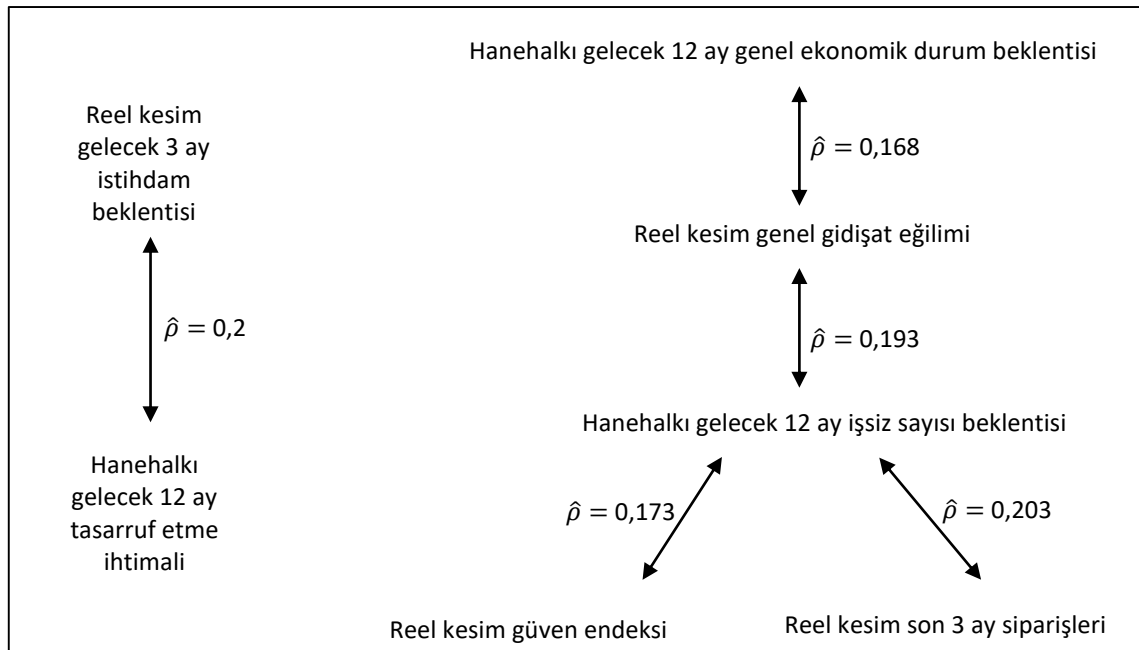 Reel kesim
gelecek 3 ay
istihdam
beklentisi
ρ̂ = 0,2
Hanehalkı
gelecek 12 ay
tasarruf etme
ihtimali
Hanehalkı gelecek 12 ay genel ekonomik durum beklentisi
ρ̂ = 0,168
Reel kesim genel gidişat eğilimi
ρ̂ = 0,193
Hanehalkı gelecek 12 ay işsiz sayısı beklentisi
ρ̂ = 0,173
ρ̂ = 0,203
Reel kesim güven endeksi
Reel kesim son 3 ay siparişleri